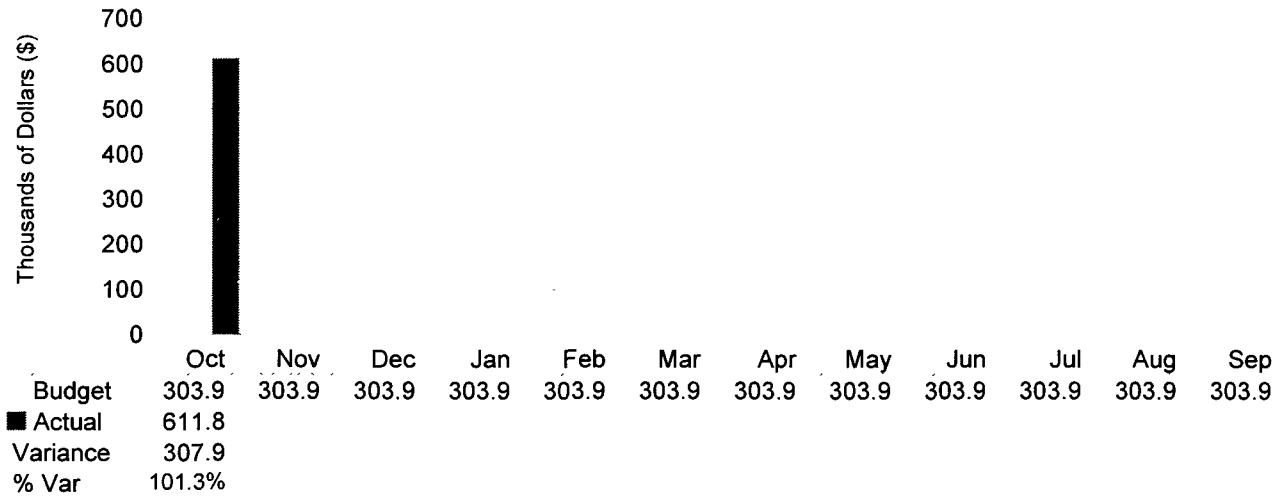 Thousands of Dollars ($)
700
600
500
400
300
200
100
0
Oct Nov Dec Jan Feb Mar Apr May Jun Jul Aug Sep
Budget 303.9 303.9 303.9 303.9 303.9 303.9 303.9 303.9 303.9 303.9 303.9 303.9
Actual 611.8
Variance 307.9
% Var 101.3%